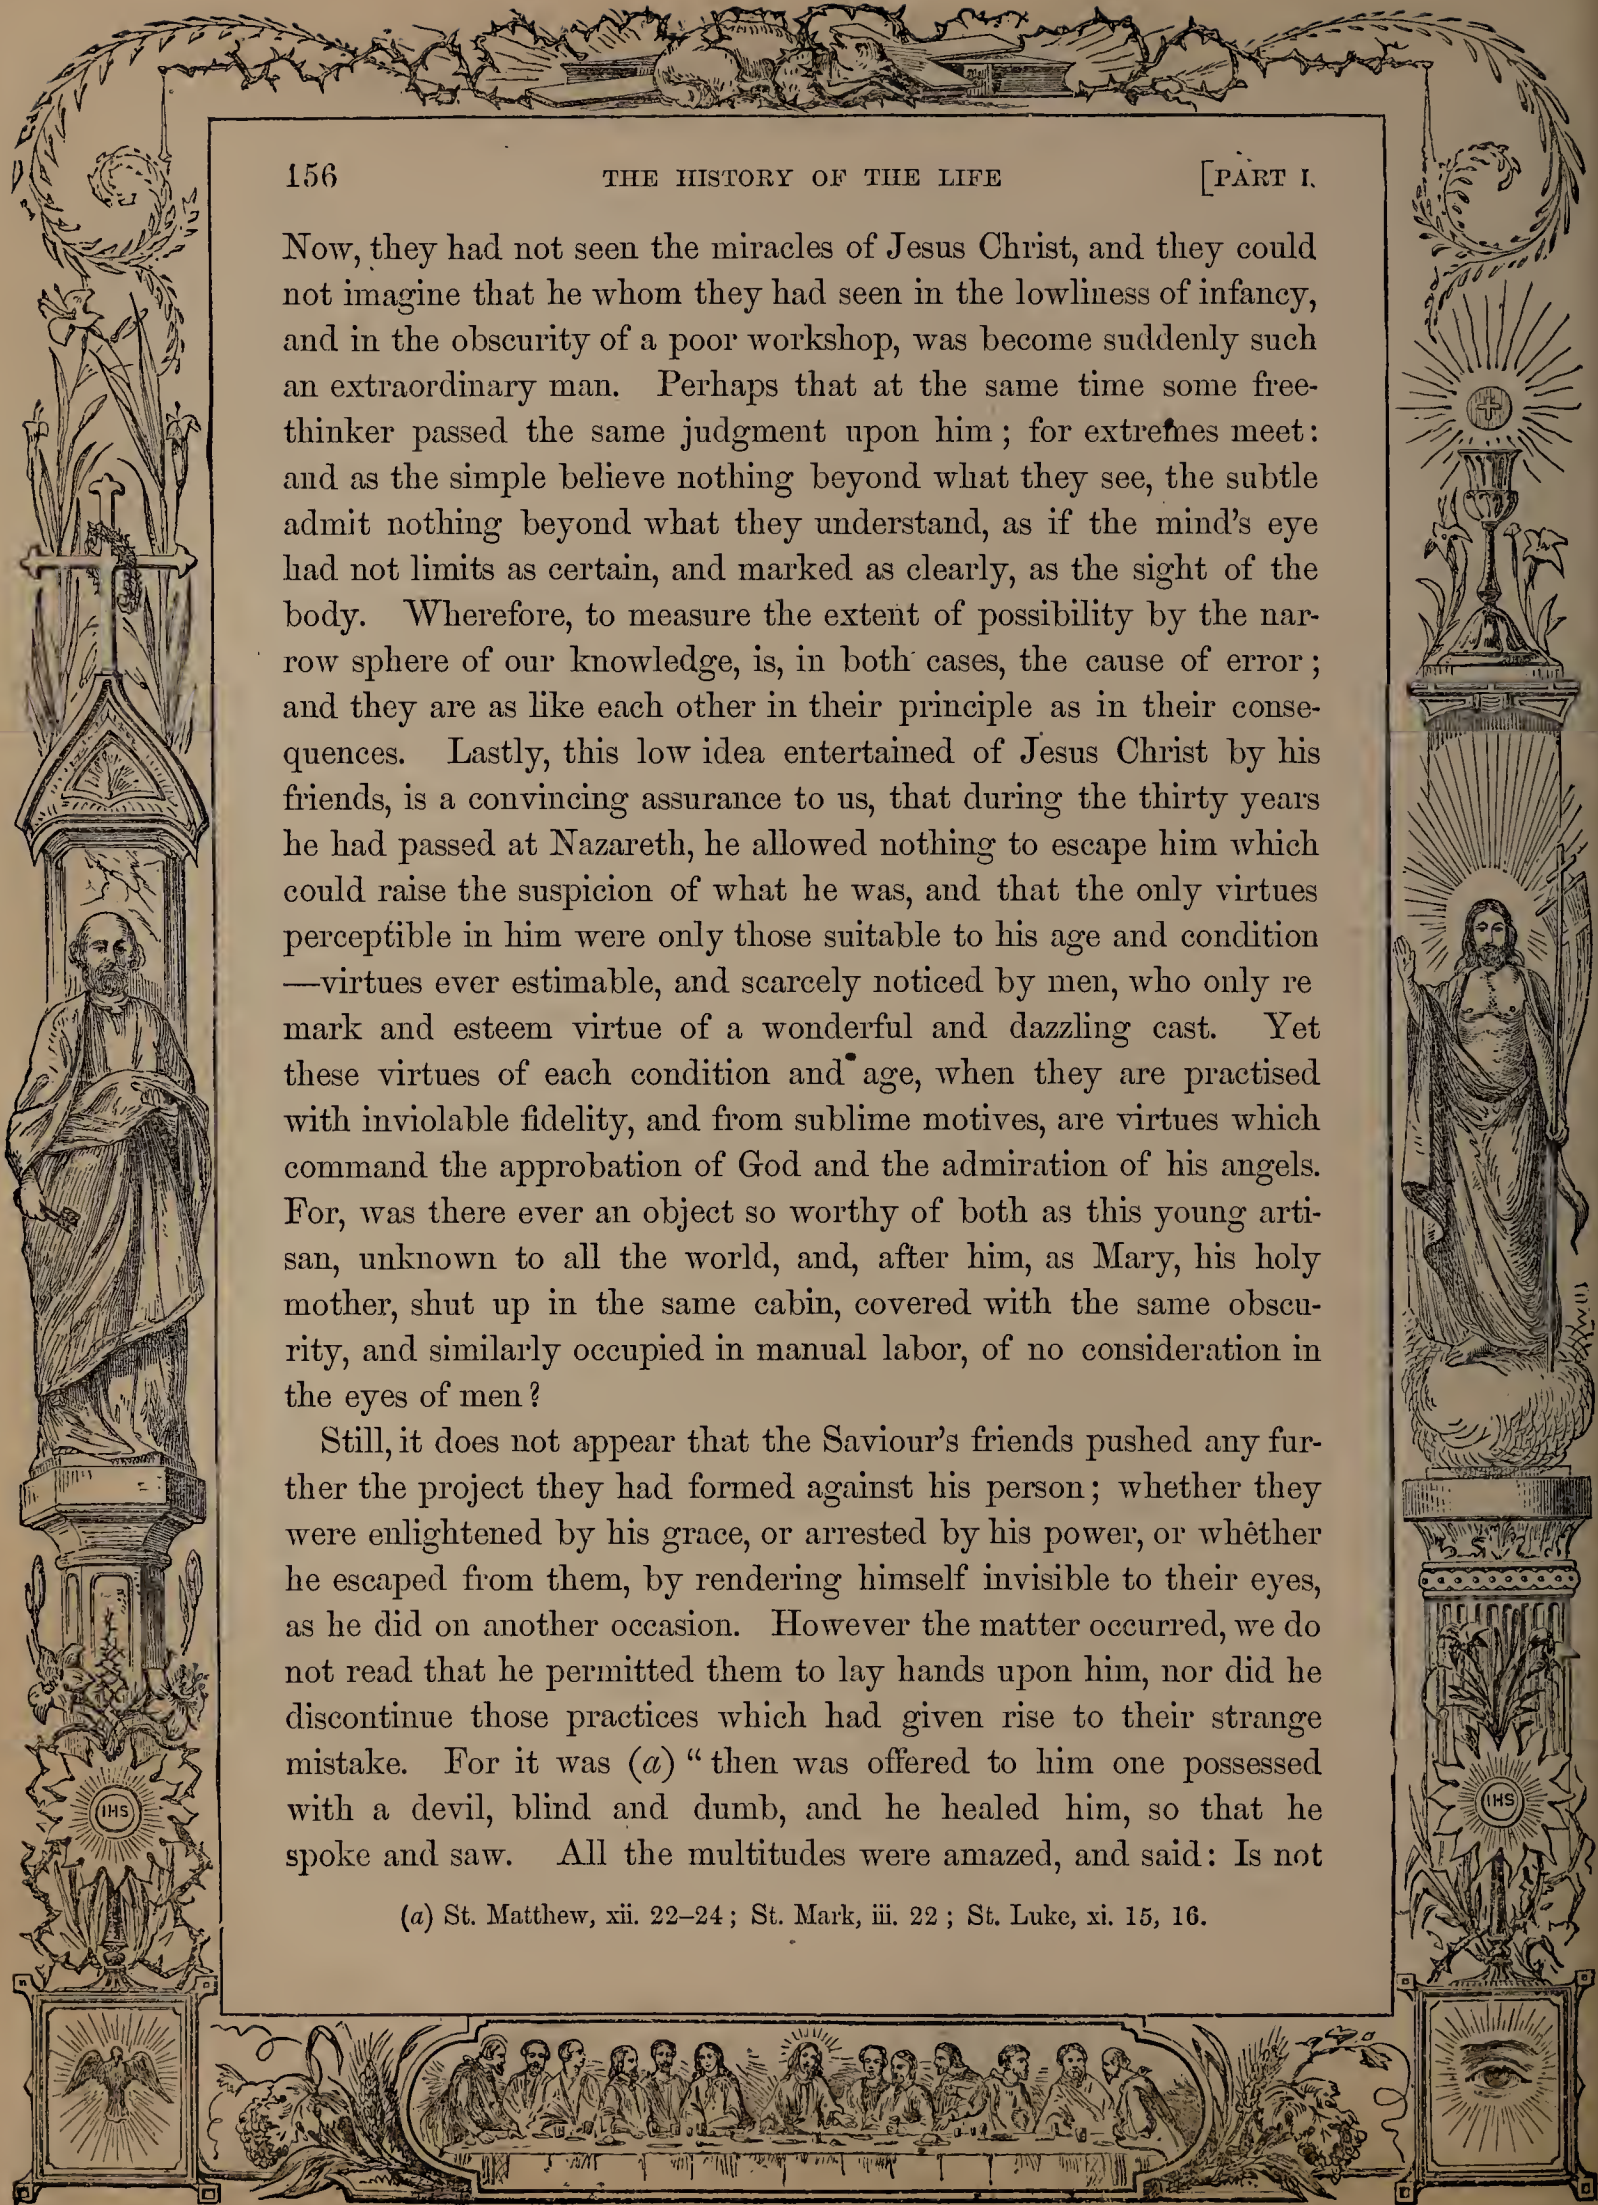 156 THE HISTORY OF THE LIFE [PART I.
Now, they had not seen the miracles of Jesus Christ, and they could
not imagine that he whom they had seen in the lowliness of infancy,
and in the obscurity of a poor workshop, was become suddenly such
an extraordinary man. Perhaps that at the same time some free-
thinker passed the same judgment upon him ; for extremes meet:
and as the simple believe nothing beyond what they see, the subtle
admit nothing beyond what they understand, as if the mind's eye
had not limits as certain, and marked as clearly, as the sight of the
body. Wherefore, to measure the extent of possibility by the nar-
row sphere of our knowledge, is, in both cases, the cause of error ;
and they are as like each other in their principle as in their conse-
quences. Lastly, this low idea entertained of Jesus Christ by his
friends, is a convincing assurance to us, that during the thirty years
he had passed at Nazareth, he allowed nothing to escape him which
could raise the suspicion of what he was, and that the only virtues
perceptible in him were only those suitable to his age and condition
—virtues ever estimable, and scarcely noticed by men, who only re
mark and esteem virtue of a wonderful and dazzling cast. Yet
these virtues of each condition and age, when they are practised
with inviolable fidelity, and from sublime motives, are virtues which
command the approbation of God and the admiration of his angels.
For, was there ever an object so worthy of both as this young arti-
san, unknown to all the world, and, after him, as Mary, his holy
mother, shut up in the same cabin, covered with the same obscu-
rity, and similarly occupied in manual labor, of no consideration in
the eyes of men ?
Still, it does not appear that the Saviour's friends pushed any fur-
ther the project they had formed against his person ; whether they
were enlightened by his grace, or arrested by his power, or whether
he escaped from them, by rendering himself invisible to their eyes,
as he did on another occasion. However the matter occurred, we do
not read that he permitted them to lay hands upon him, nor did he
discontinue those practices which had given rise to their strange
mistake. For it was (a) “ then was offered to him one possessed
with a devil, blind and dumb, and he healed him, so that he
spoke and saw. All the multitudes were amazed, and said: Is not
(a) St. Matthew, xii. 22–24 ; St. Mark, iii. 22 ; St. Luke, xi. 15, 16.
IHS
IHS